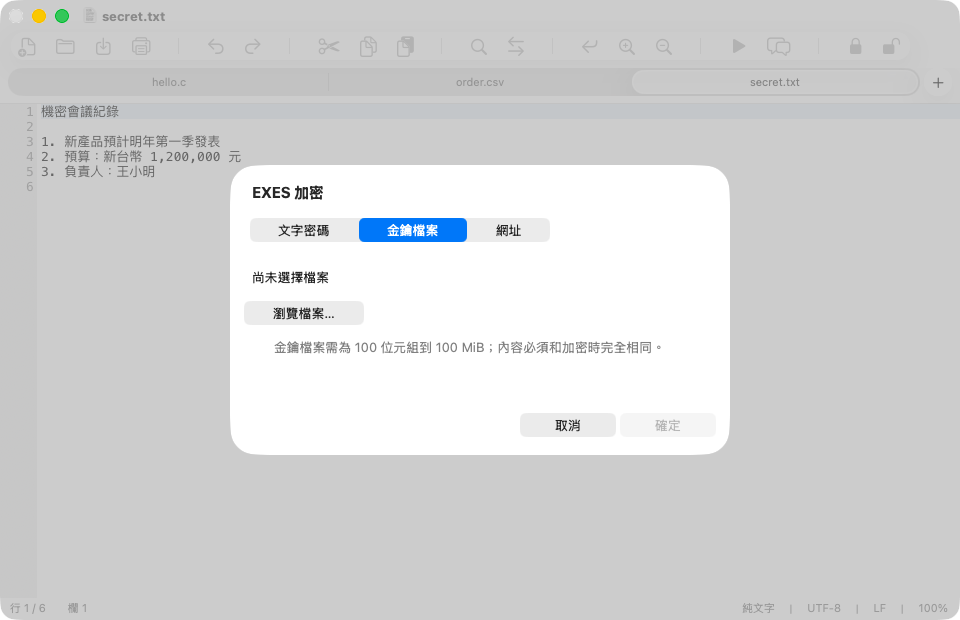 secret.txt
hello.c order.csv secret.txt +
1 機密會議紀錄
2
3 1. 新產品預計明年第一季發表
4 2. 預算：新台幣 1,200,000 元
5 3. 負責人：王小明
6
EXES 加密
文字密碼 金鑰檔案 網址
尚未選擇檔案
瀏覽檔案...
金鑰檔案需為 100 位元組到 100 MiB；內容必須和加密時完全相同。
取消 確定
行 1 / 6 欄 1 純文字 | UTF-8 | LF | 100%